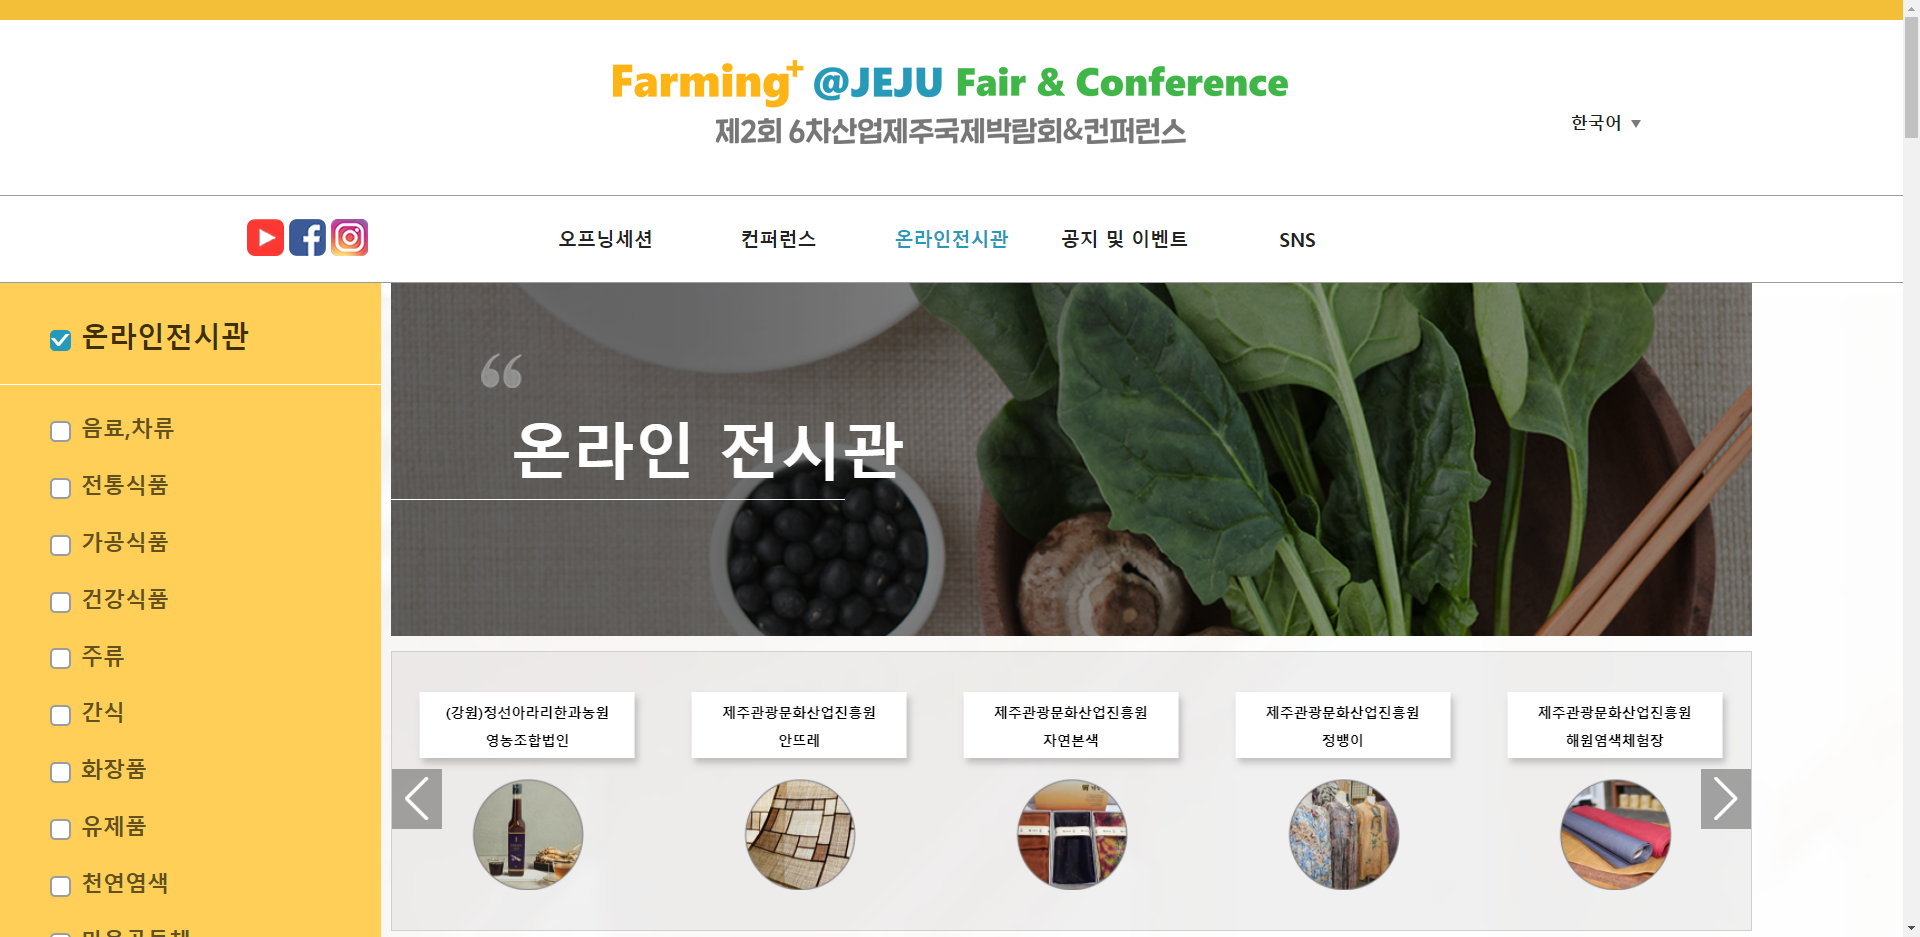 Farming+ @JEJU Fair & Conference
제2회 6차산업제주국제박람회&컨퍼런스
한국어
오프닝세션
컨퍼런스
온라인전시관
공지 및 이벤트
SNS
온라인전시관
음료,차류
전통식품
가공식품
건강식품
주류
간식
화장품
유제품
천연염색
온라인 전시관
(강원)정선아라리한과농원
영농조합법인
제주관광문화산업진흥원
안뜨레
제주관광문화산업진흥원
자연본색
제주관광문화산업진흥원
정뱅이
제주관광문화산업진흥원
해원염색체험장